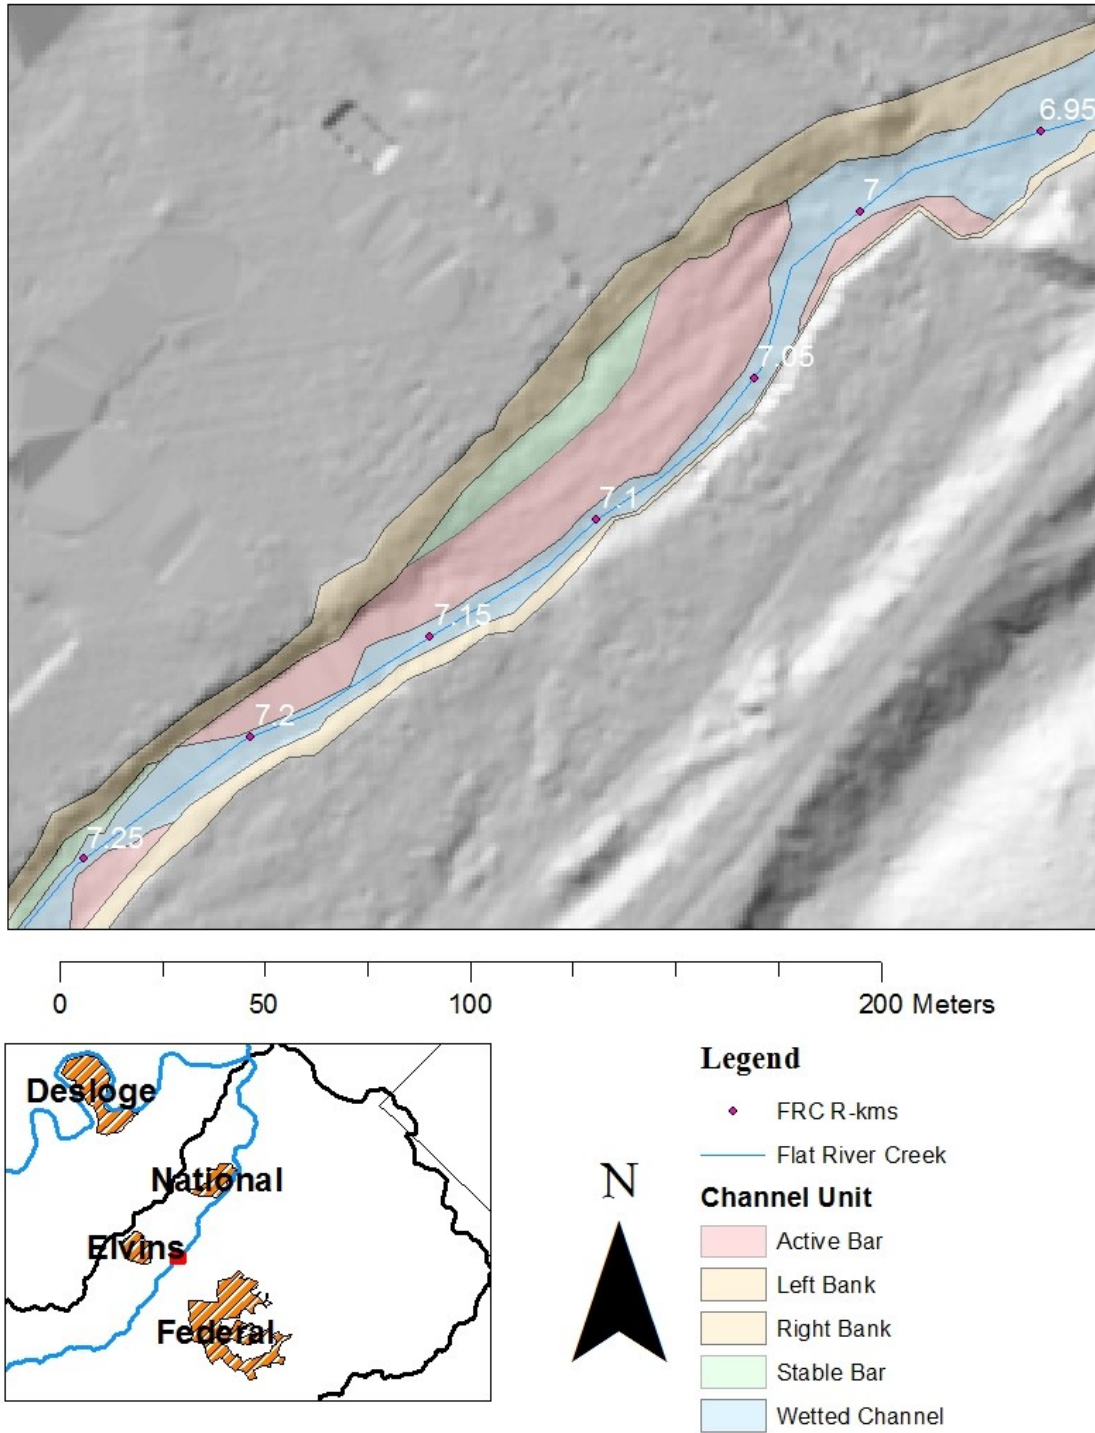 6.95
7
7.05
7.1
7.15
7.2
7.25
0 50 100 200 Meters
Desloge
National
Elvins
Federal
N
Legend
FRC R-kms
Flat River Creek
Channel Unit
Active Bar
Left Bank
Right Bank
Stable Bar
Wetted Channel